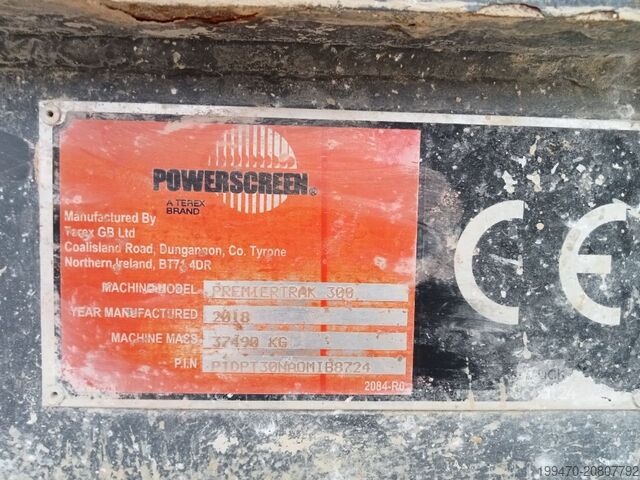 POWERSCREEN®
A TEREX
BRAND
Manufactured By
Terex GB Ltd
Coalisland Road, Dungannon, Co. Tyrone
Northern Ireland, BT71 4DR
MACHINE MODEL PREMIERTRAK 300
YEAR MANUFACTURED 2018
MACHINE MASS 37490 KG
P.I.N PIDPT30NAOMI88724
2084-R0
CE
199470-20807792